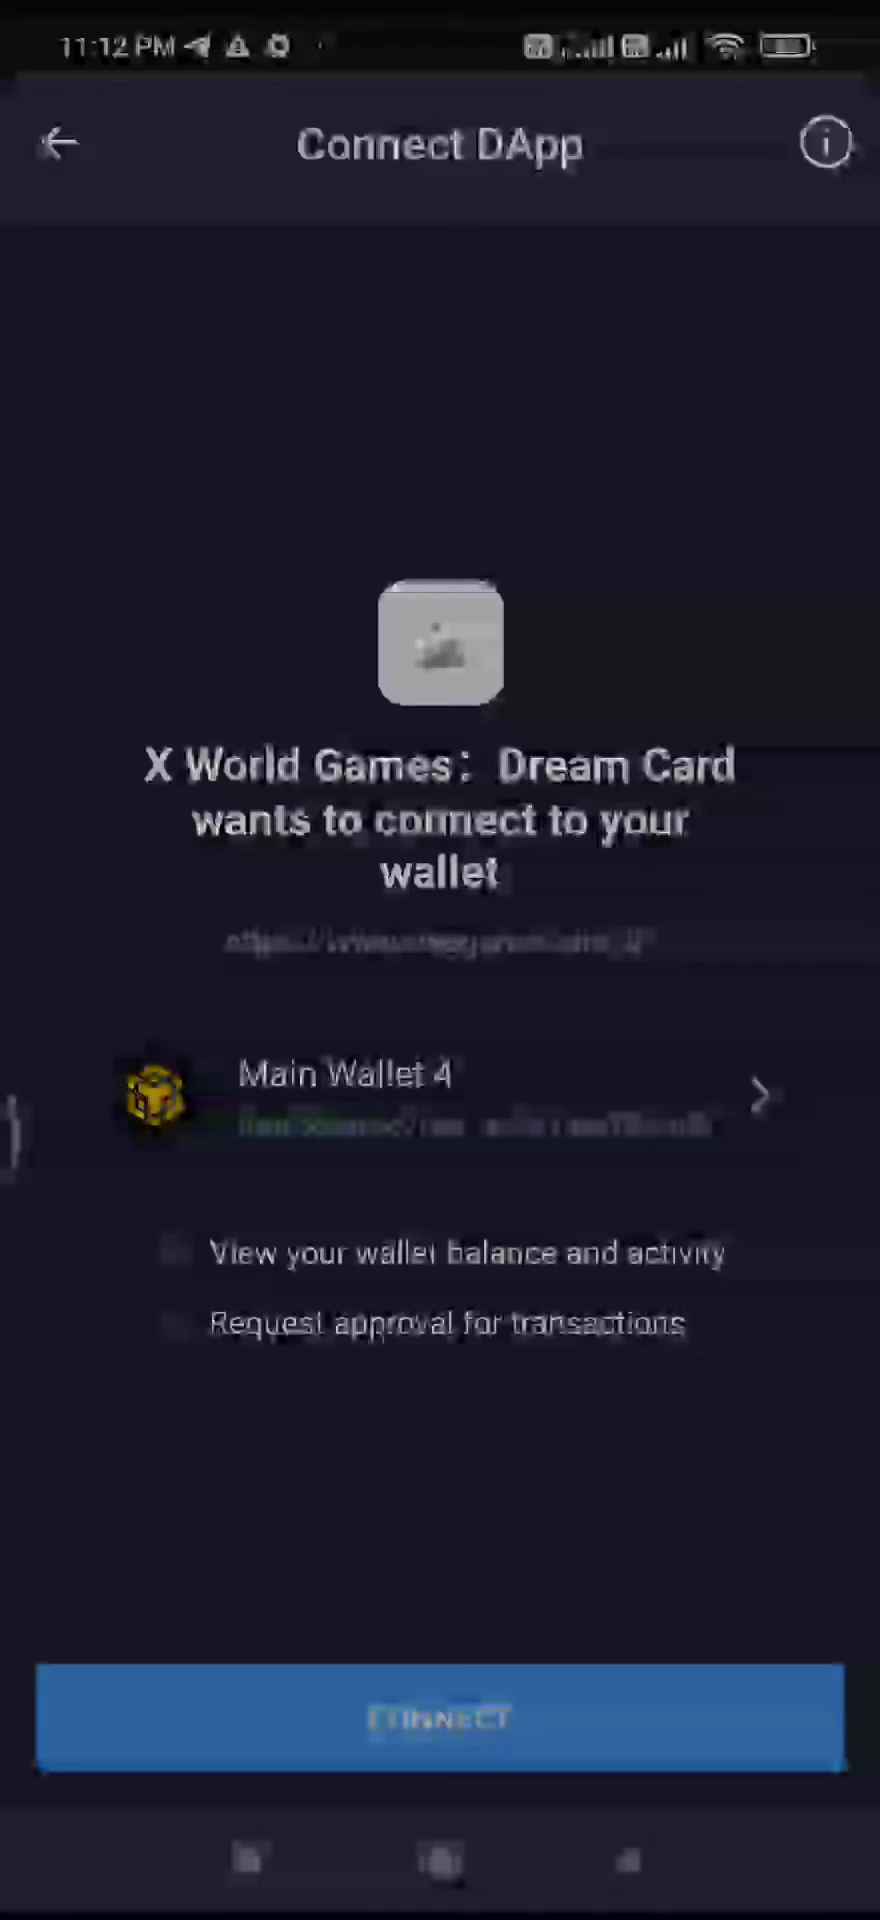 11:12 PM
Connect DApp
X World Games: Dream Card
wants to connect to your
wallet
Main Wallet 4
View your wallet balance and activity
Request approval for transactions
CONNECT